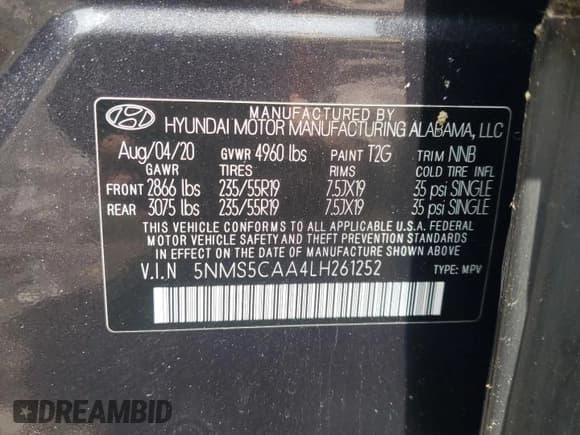 MANUFACTURED BY
HYUNDAI MOTOR MANUFACTURING ALABAMA, LLC
Aug/04/20 GVWR 4960 lbs PAINT T2G TRIM NNB
GAWR TIRES RIMS COLD TIRE INFL
FRONT 2866 lbs 235/55R19 7.5JX19 35 psi SINGLE
REAR 3075 lbs 235/55R19 7.5JX19 35 psi SINGLE
THIS VEHICLE CONFORMS TO ALL APPLICABLE U.S.A. FEDERAL
MOTOR VEHICLE SAFETY AND THEFT PREVENTION STANDARDS
IN EFFECT ON THE DATE OF MANUFACTURE SHOWN ABOVE
V.I.N 5NMS5CAA4LH261252 TYPE: MPV
DREAMBID